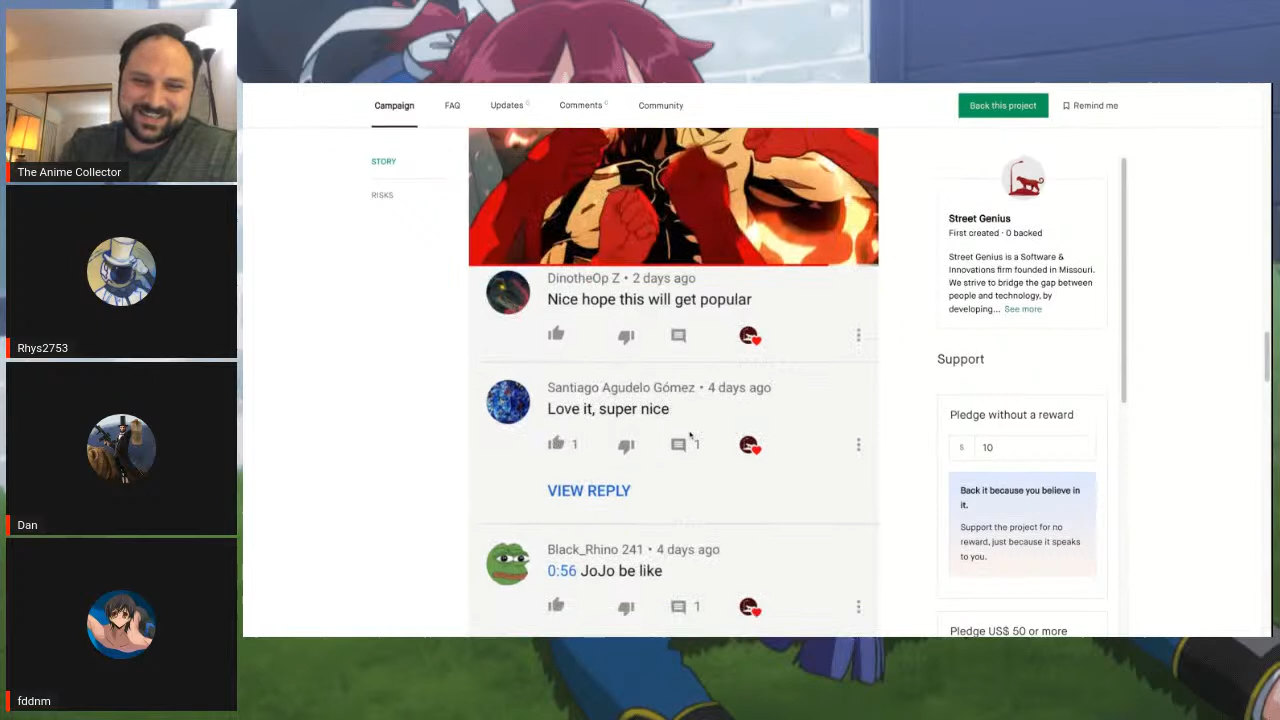 The Anime Collector
Rhys2753
Dan
fddnm
Campaign
FAQ
Updates 0
Comments 0
Community
Back this project
Remind me
STORY
RISKS
DinotheOp Z • 2 days ago
Nice hope this will get popular
Santiago Agudelo Gómez • 4 days ago
Love it, super nice
1
1
VIEW REPLY
Black_Rhino 241 • 4 days ago
0:56 JoJo be like
1
Street Genius
First created · 0 backed
Street Genius is a Software &
Innovations firm founded in Missouri.
We strive to bridge the gap between
people and technology, by
developing... See more
Support
Pledge without a reward
$ 10
Back it because you believe in
it.
Support the project for no
reward, just because it speaks
to you.
Pledge US$ 50 or more